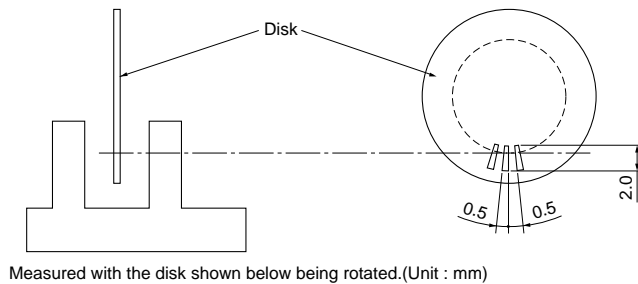 Disk
0.5
0.5
2.0
Measured with the disk shown below being rotated.(Unit : mm)